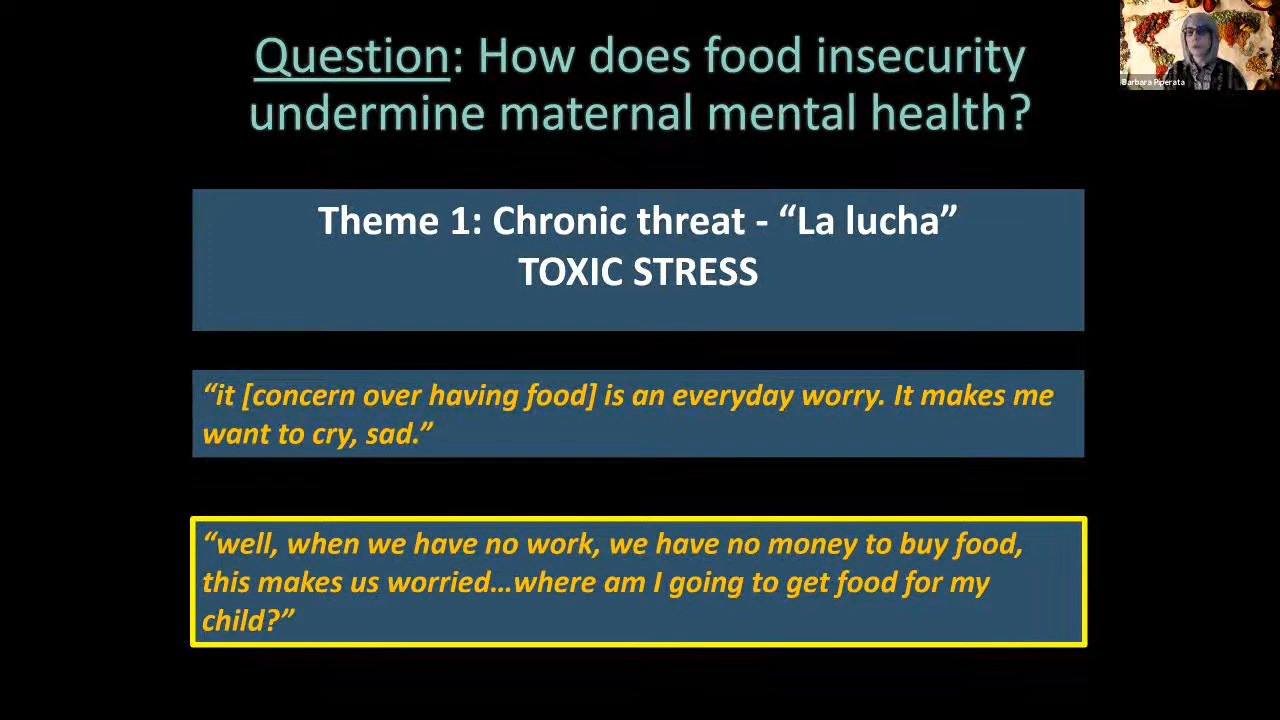 Question: How does food insecurity
undermine maternal mental health?
Barbara Piperata
Theme 1: Chronic threat - “La lucha”
TOXIC STRESS
“it [concern over having food] is an everyday worry. It makes me
want to cry, sad.”
“well, when we have no work, we have no money to buy food,
this makes us worried…where am I going to get food for my
child?”